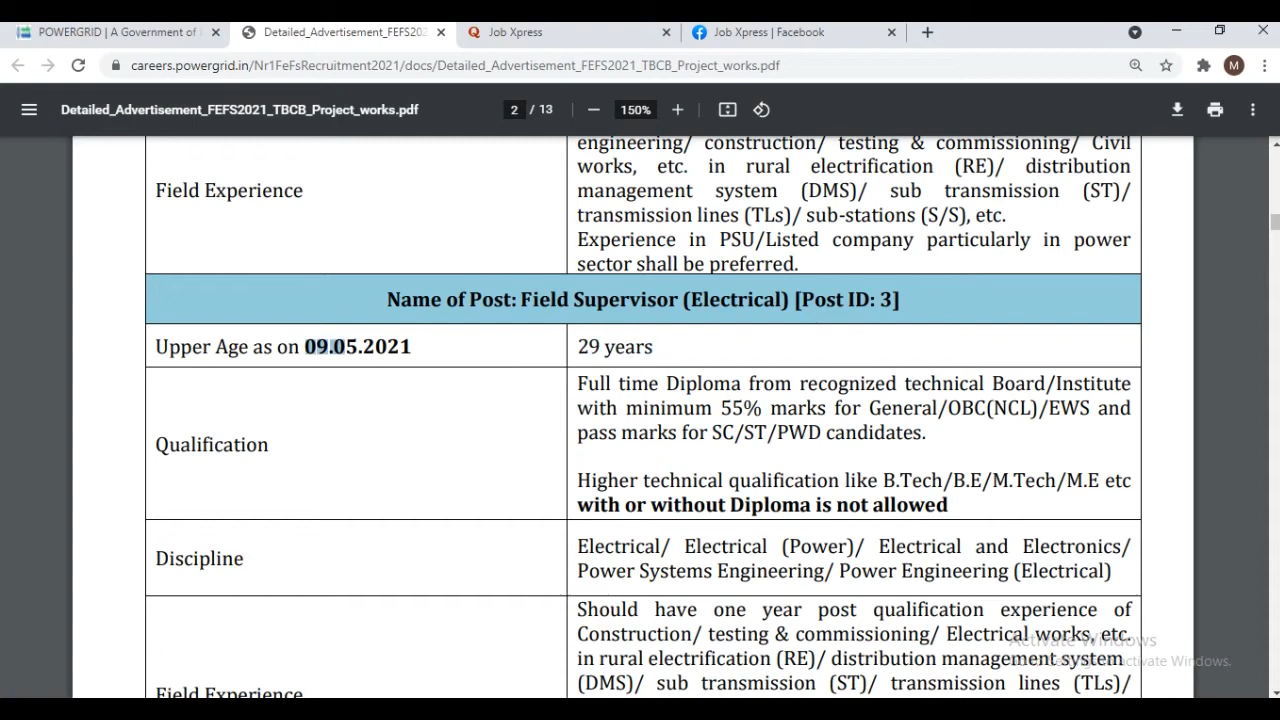 POWERGRID | A Government of I
Detailed_Advertisement_FEFS202
Job Xpress
Job Xpress | Facebook
careers.powergrid.in/Nr1FeFsRecruitment2021/docs/Detailed_Advertisement_FEFS2021_TBCB_Project_works.pdf
M
Detailed_Advertisement_FEFS2021_TBCB_Project_works.pdf
2 / 13
150%
engineering/ construction/ testing & commissioning/ Civil
works, etc. in rural electrification (RE)/ distribution
Field Experience
management system (DMS)/ sub transmission (ST)/
transmission lines (TLs)/ sub-stations (S/S), etc.
Experience in PSU/Listed company particularly in power
sector shall be preferred.
Name of Post: Field Supervisor (Electrical) [Post ID: 3]
Upper Age as on 09.05.2021
29 years
Qualification
Full time Diploma from recognized technical Board/Institute
with minimum 55% marks for General/OBC(NCL)/EWS and
pass marks for SC/ST/PWD candidates.
Higher technical qualification like B.Tech/B.E/M.Tech/M.E etc
with or without Diploma is not allowed
Discipline
Electrical/ Electrical (Power)/ Electrical and Electronics/
Power Systems Engineering/ Power Engineering (Electrical)
Should have one year post qualification experience of
Construction/ testing & commissioning/ Electrical works, etc.
in rural electrification (RE)/ distribution management system
(DMS)/ sub transmission (ST)/ transmission lines (TLs)/
Field Experience
Activate Windows
Go to Settings to activate Windows.